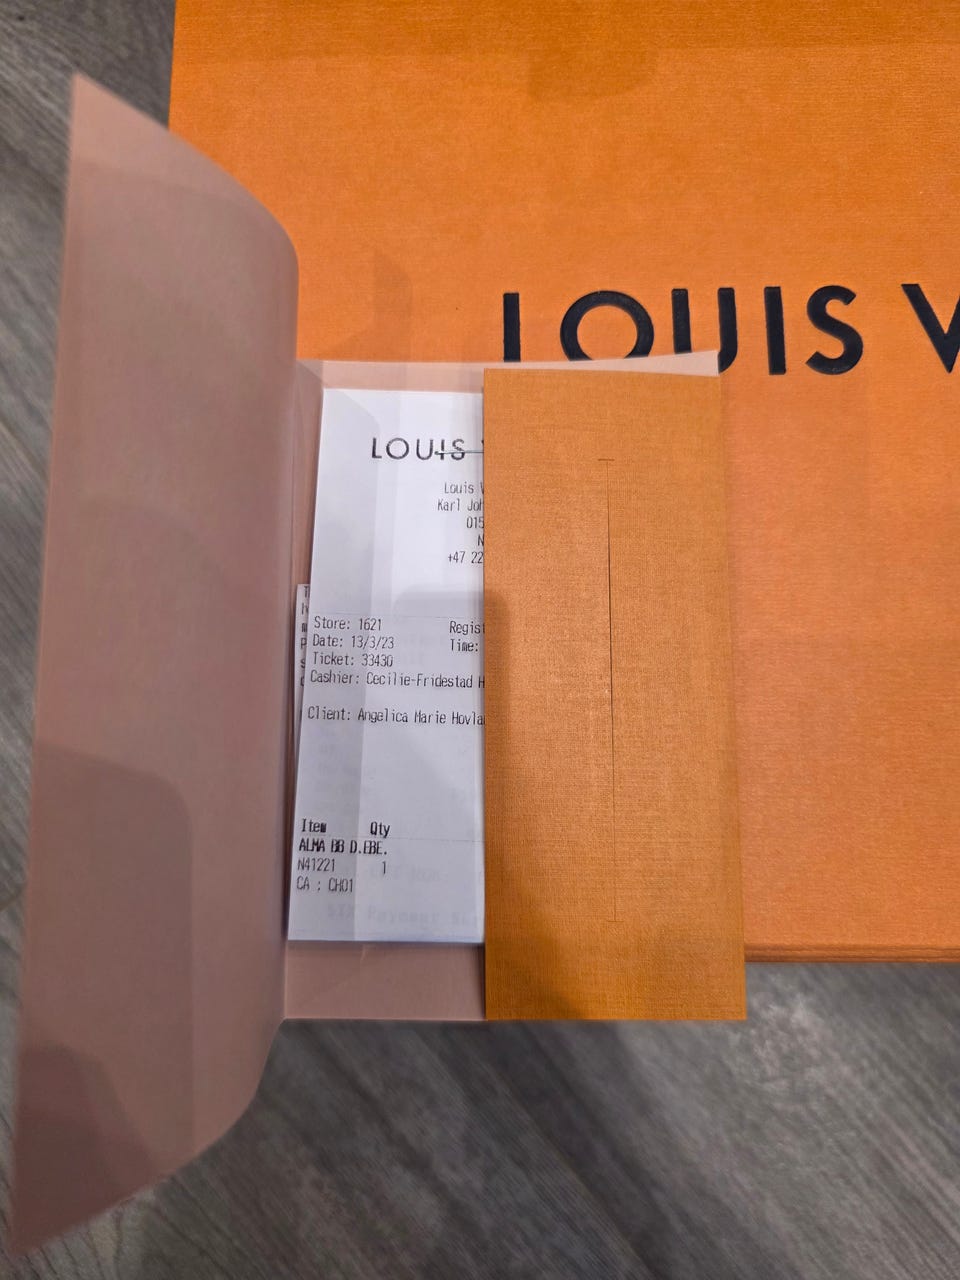 LOUIS V
LOUIS
Louis V
Karl Joh
015
N
+47 22
Store: 1621 Regist
Date: 13/3/23 Time:
Ticket: 33430
Cashier: Cecilie-Fridestad H
Client: Angelica Marie Hovla
Item Qty
ALMA BB D.EBE.
N41221 1
CA : CH01